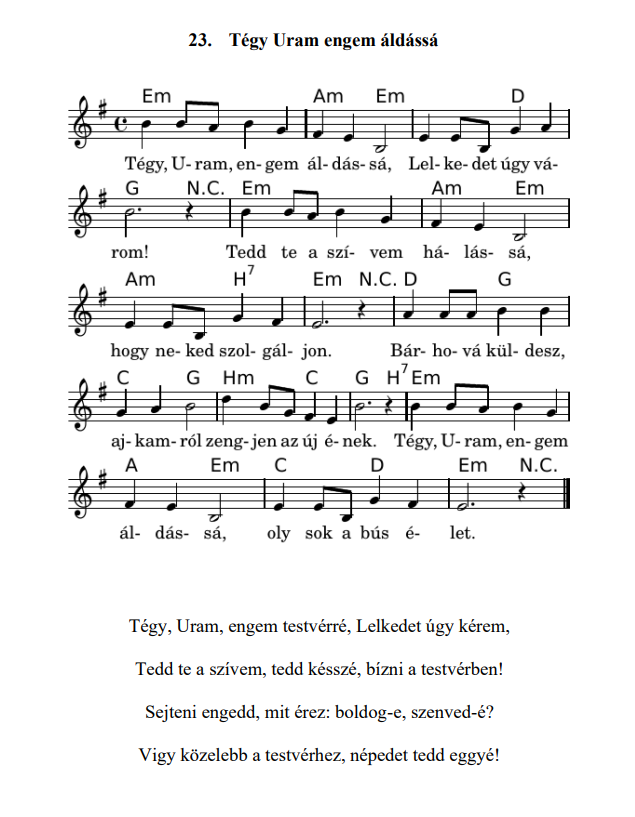 23. Tégy Uram engem áldássá
Em Am Em D
Tégy, U- ram, en- gem ál- dás- sá, Lel- ke- det úgy vá-
G N.C. Em Am Em
rom! Tedd te a szí- vem há- lás- sá,
Am H7 Em N.C. D G
hogy ne- ked szol- gál- jon. Bár- ho- vá kül- desz,
C G Hm C G H7 Em
aj- kam- ról zeng- jen az új é- nek. Tégy, U- ram, en- gem
A Em C D Em N.C.
ál- dás- sá, oly sok a bús é- let.
Tégy, Uram, engem testvérré, Lelkedet úgy kérem,
Tedd te a szívem, tedd késszé, bízni a testvérben!
Sejteni engedd, mit érez: boldog-e, szenved-é?
Vigy közelebb a testvérhez, népedet tedd eggyé!